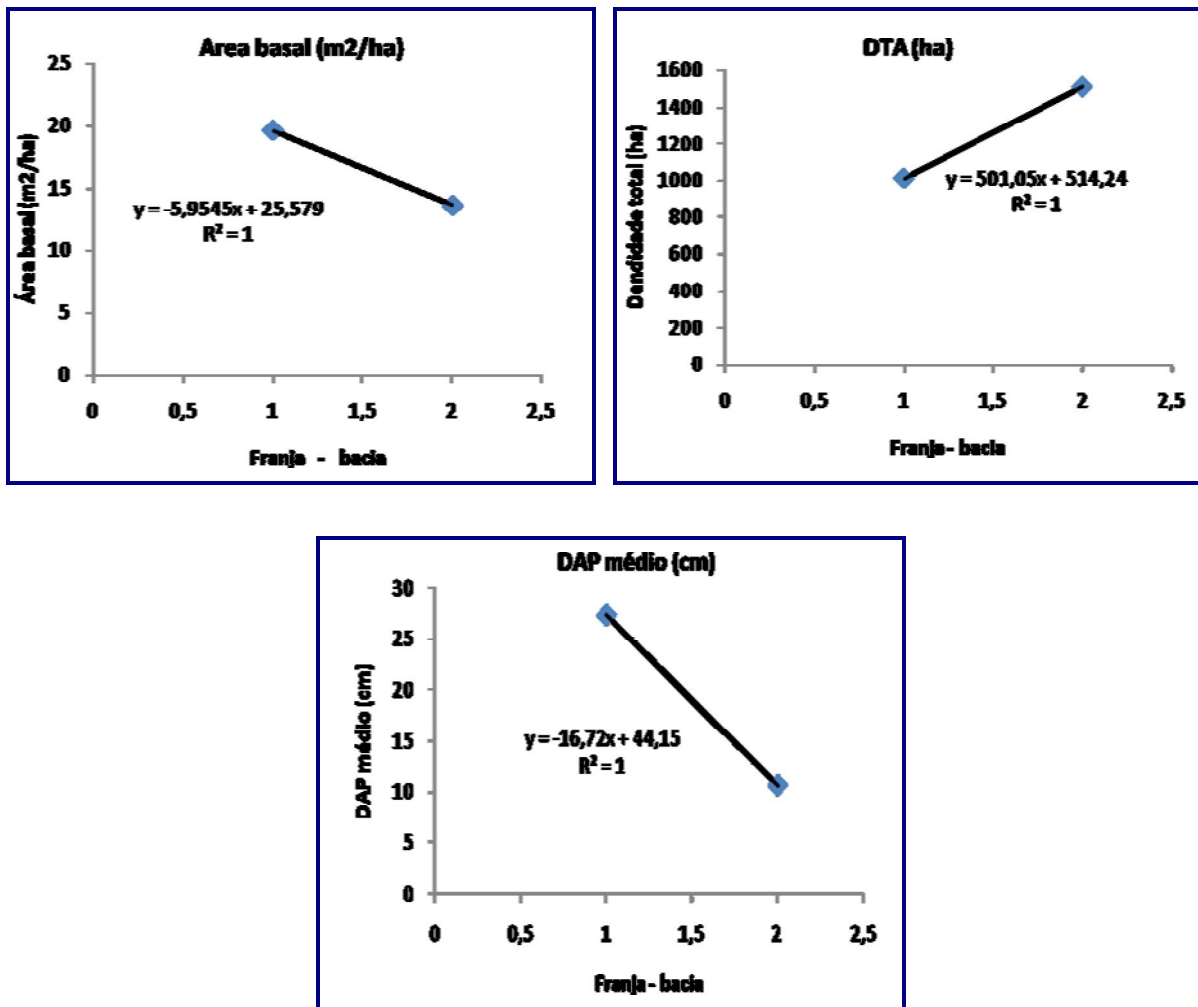 Area basal (m2/ha)
Área basal (m2/ha)
25
20
15
10
5
0
y = -5,9545x + 25,579
R² = 1
0 0,5 1 1,5 2 2,5
Franja - bacia
DTA (ha)
Dendidade total (ha)
1600
1400
1200
1000
800
600
400
200
0
y = 501,05x + 514,24
R² = 1
0 0,5 1 1,5 2 2,5
Franja - bacia
DAP médio (cm)
DAP médio (cm)
30
25
20
15
10
5
0
y = -16,72x + 44,15
R² = 1
0 0,5 1 1,5 2 2,5
Franja - bacia